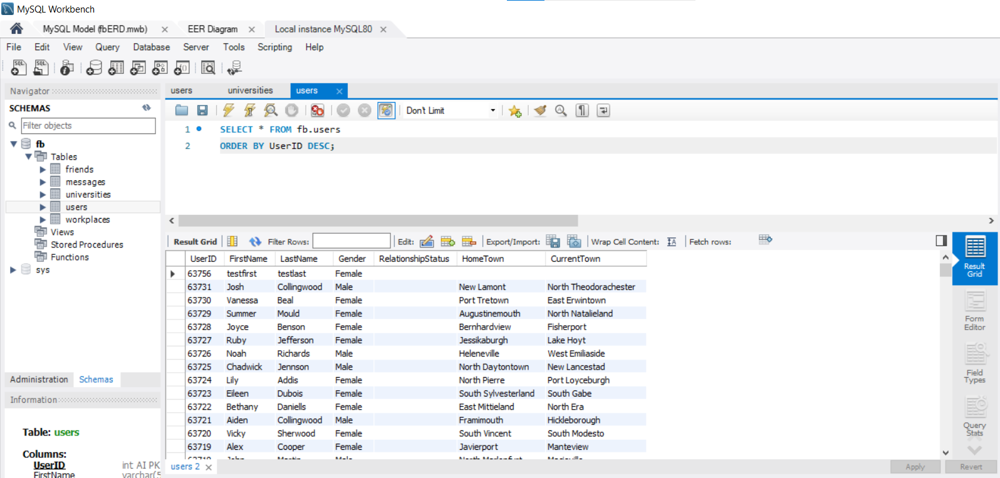 MySQL Workbench
MySQL Model (fbERD.mwb) EER Diagram Local instance MySQL80
File Edit View Query Database Server Tools Scripting Help
Navigator
SCHEMAS
Filter objects
fb
Tables
friends
messages
universities
users
workplaces
Views
Stored Procedures
Functions
sys
Administration Schemas
Information
Table: users
Columns:
UserID int AI PK
FirstName varchar(5
users universities users
Don't Limit
1 SELECT * FROM fb.users
2 ORDER BY UserID DESC;
Result Grid Filter Rows: Edit: Export/Import: Wrap Cell Content: Fetch rows:
UserID FirstName LastName Gender RelationshipStatus HomeTown CurrentTown
63756 testfirst testlast Female
63731 Josh Collingwood Male New Lamont North Theodorachester
63730 Vanessa Beal Female Port Tretown East Erwintown
63729 Summer Mould Female Augustinemouth North Natalieland
63728 Joyce Benson Female Bernhardview Fisherport
63727 Ruby Jefferson Female Jessikaburgh Lake Hoyt
63726 Noah Richards Male Heleneville West Emiliaside
63725 Chadwick Jennson Male North Daytontown New Lancestad
63724 Lily Addis Female North Pierre Port Loyceburgh
63723 Eileen Dubois Female South Sylvesterland South Gabe
63722 Bethany Daniells Female East Mittieland North Era
63721 Aiden Collingwood Male Framimouth Hickleborough
63720 Vicky Sherwood Female South Vincent South Modesto
63719 Alex Cooper Female Javierport Manteview
63718 John Martin Male
users 2
Result
Grid
Form
Editor
Field
Types
Query
Stats
Apply Revert